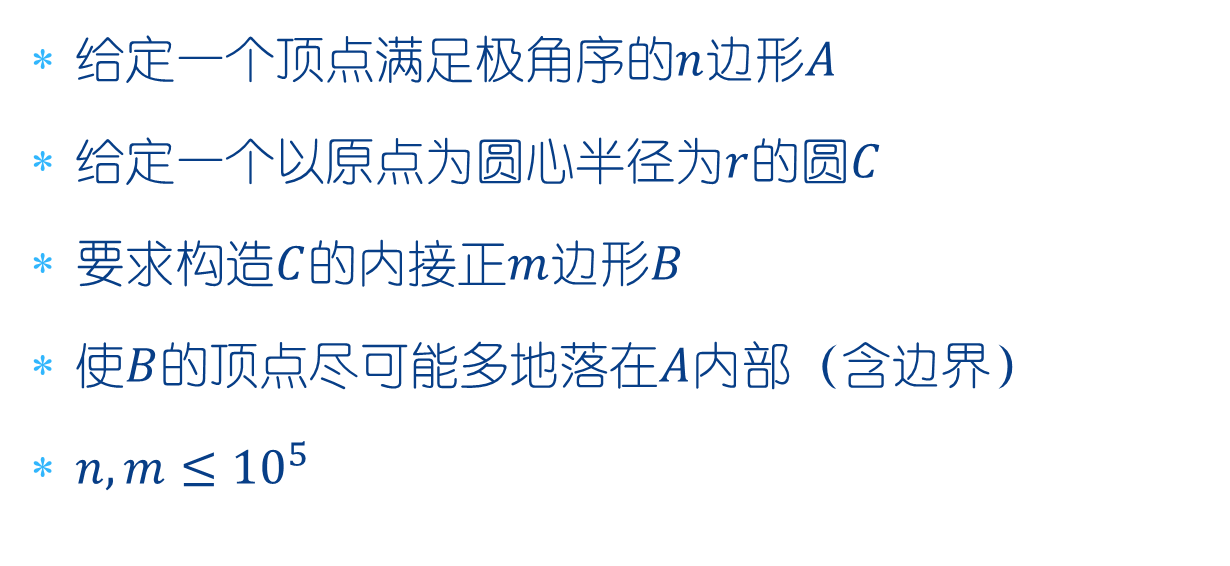 * 给定一个顶点满足极角序的n边形A
* 给定一个以原点为圆心半径为r的圆C
* 要求构造C的内接正m边形B
* 使B的顶点尽可能多地落在A内部（含边界）
* n, m ≤ 10⁵